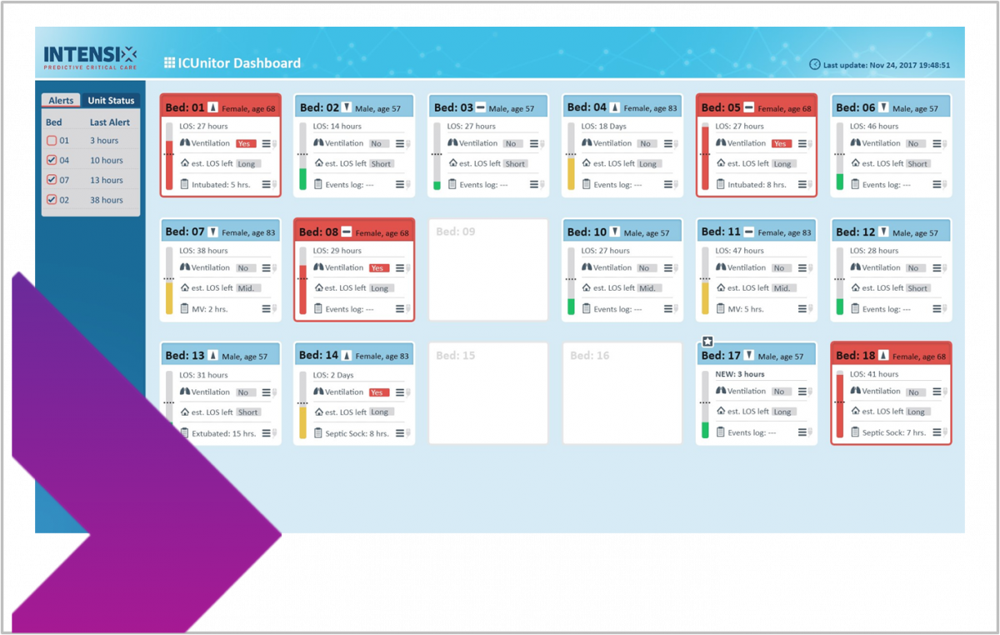 INTENSIX
PREDICTIVE CRITICAL CARE
ICUnitor Dashboard
Last update: Nov 24, 2017 19:48:51
Alerts Unit Status
Bed Last Alert
01 3 hours
04 10 hours
07 13 hours
02 38 hours
Bed: 01 Female, age 68
LOS: 27 hours
Ventilation Yes
est. LOS left Long
Intubated: 5 hrs.
Bed: 02 Male, age 57
LOS: 14 hours
Ventilation No
est. LOS left Short
Events log: ---
Bed: 03 Male, age 57
LOS: 27 hours
Ventilation No
est. LOS left Short
Events log: ---
Bed: 04 Female, age 83
LOS: 18 Days
Ventilation No
est. LOS left Long
Events log: ---
Bed: 05 Female, age 68
LOS: 27 hours
Ventilation Yes
est. LOS left Long
Intubated: 8 hrs.
Bed: 06 Male, age 57
LOS: 46 hours
Ventilation No
est. LOS left Short
Events log: ---
Bed: 07 Female, age 83
LOS: 38 hours
Ventilation No
est. LOS left Mid.
MV: 2 hrs.
Bed: 08 Female, age 68
LOS: 29 hours
Ventilation Yes
est. LOS left Long
Events log: ---
Bed: 09
Bed: 10 Male, age 57
LOS: 27 hours
Ventilation No
est. LOS left Mid.
Events log: ---
Bed: 11 Female, age 83
LOS: 47 hours
Ventilation No
est. LOS left Mid.
MV: 5 hrs.
Bed: 12 Male, age 57
LOS: 28 hours
Ventilation No
est. LOS left Short
Events log: ---
Bed: 13 Male, age 57
LOS: 31 hours
Ventilation No
est. LOS left Short
Extubated: 15 hrs.
Bed: 14 Female, age 83
LOS: 2 Days
Ventilation Yes
est. LOS left Long
Septic Sock: 8 hrs.
Bed: 15
Bed: 16
Bed: 17 Male, age 57
NEW: 3 hours
Ventilation No
est. LOS left Long
Events log: ---
Bed: 18 Female, age 68
LOS: 41 hours
Ventilation No
est. LOS left Long
Septic Sock: 7 hrs.